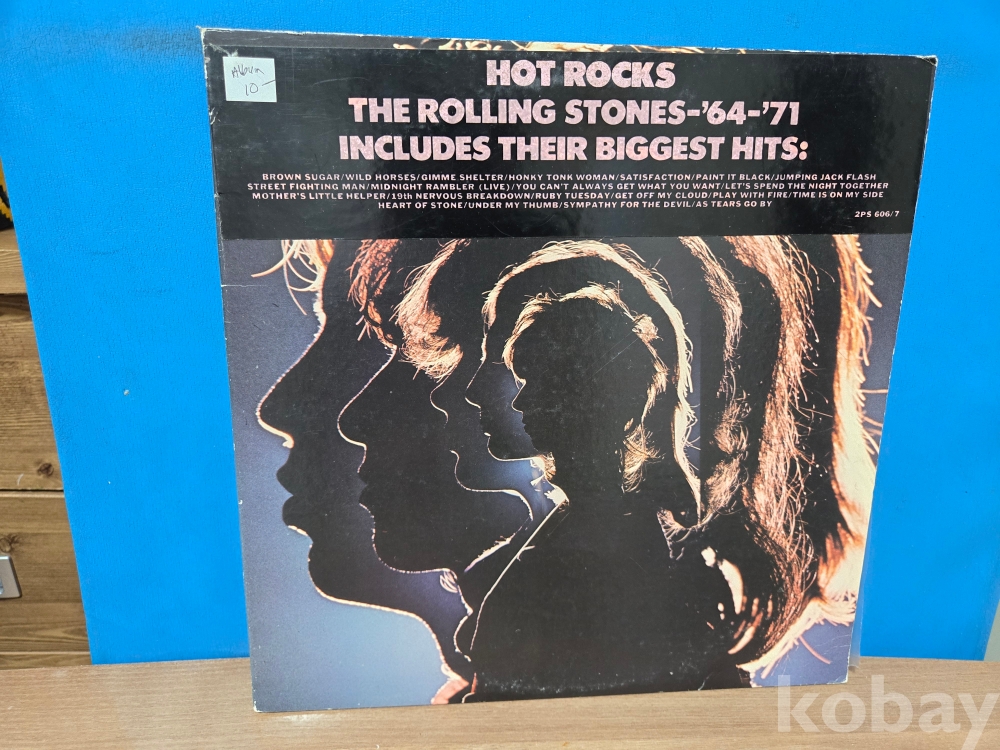 Album
10-
HOT ROCKS
THE ROLLING STONES-'64-'71
INCLUDES THEIR BIGGEST HITS:
BROWN SUGAR/WILD HORSES/GIMME SHELTER/HONKY TONK WOMAN/SATISFACTION/PAINT IT BLACK/JUMPING JACK FLASH
STREET FIGHTING MAN/MIDNIGHT RAMBLER (LIVE)/YOU CAN'T ALWAYS GET WHAT YOU WANT/LET'S SPEND THE NIGHT TOGETHER
MOTHER'S LITTLE HELPER/19th NERVOUS BREAKDOWN/RUBY TUESDAY/GET OFF MY CLOUD/PLAY WITH FIRE/TIME IS ON MY SIDE
HEART OF STONE/UNDER MY THUMB/SYMPATHY FOR THE DEVIL/AS TEARS GO BY
2PS 606/7
kobay